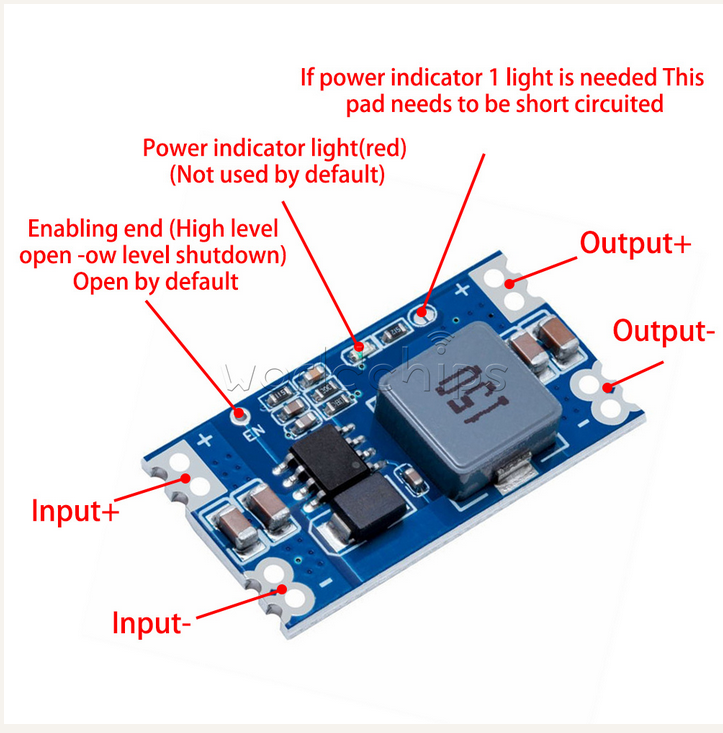 If power indicator 1 light is needed This
pad needs to be short circuited
Power indicator light(red)
(Not used by default)
Enabling end (High level
open -ow level shutdown)
Open by default
Output+
Output-
+
EN
+
150
-
-
Input+
Input-